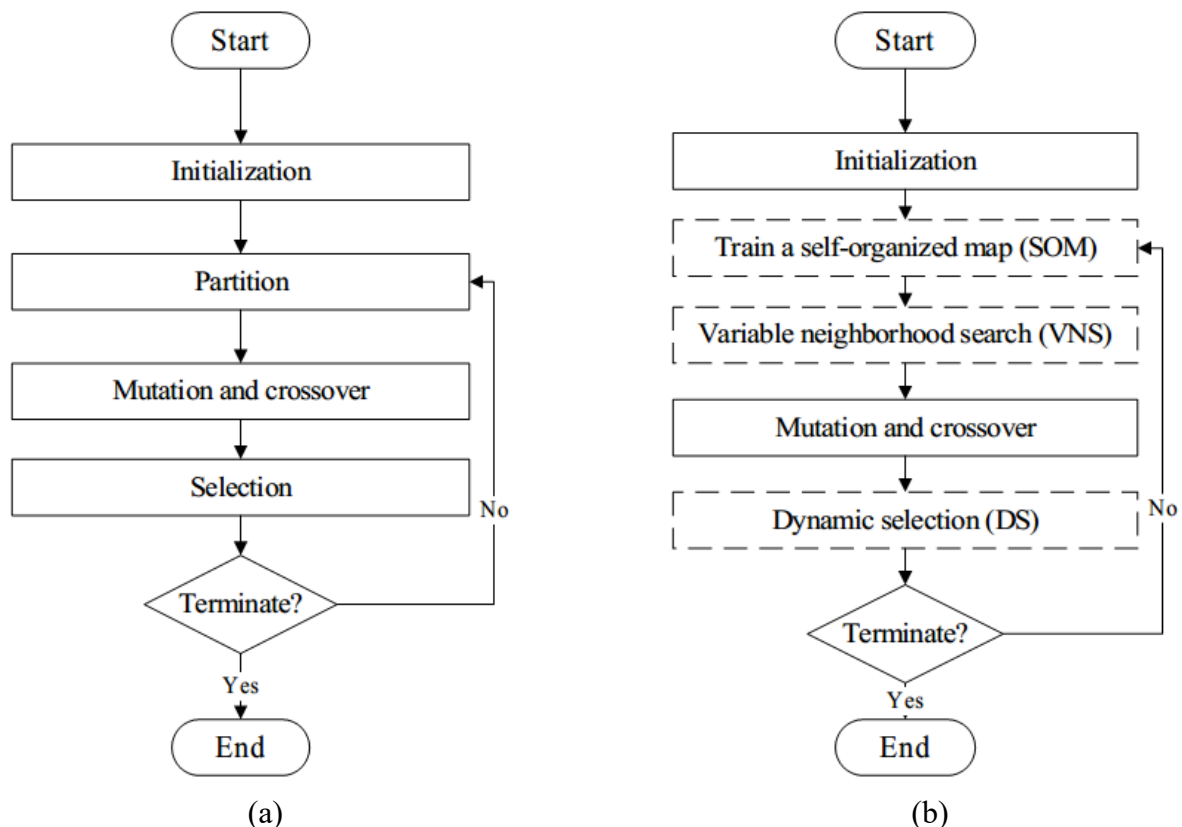 Start
Initialization
Partition
Mutation and crossover
Selection
No
Terminate?
Yes
End
(a)
Start
Initialization
Train a self-organized map (SOM)
Variable neighborhood search (VNS)
Mutation and crossover
Dynamic selection (DS)
No
Terminate?
Yes
End
(b)